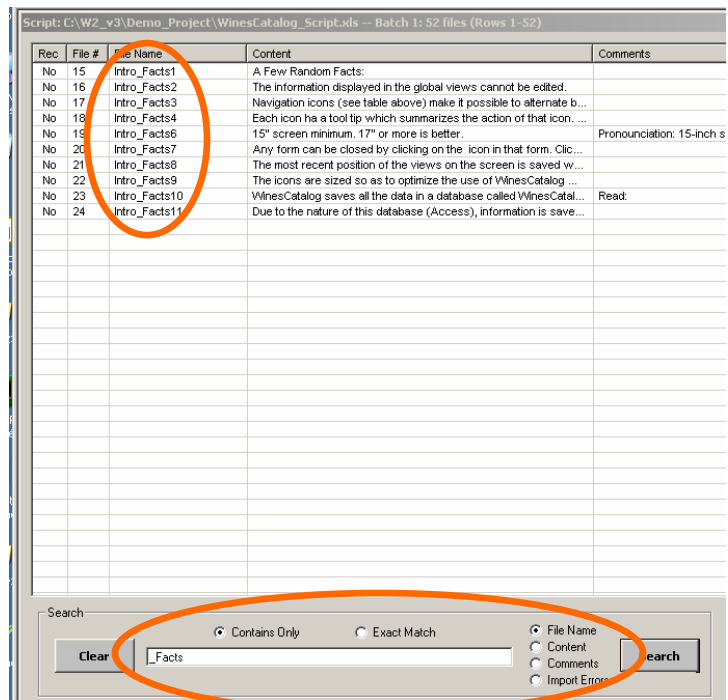 Script: C:\W2_v3\Demo_Project\WinesCatalog_Script.xls -- Batch 1: 52 files (Rows 1-52)
Rec File # File Name Content Comments
No 15 Intro_Facts1 A Few Random Facts:
No 16 Intro_Facts2 The information displayed in the global views cannot be edited.
No 17 Intro_Facts3 Navigation icons (see table above) make it possible to alternate b...
No 18 Intro_Facts4 Each icon ha a tool tip which summarizes the action of that icon. ...
No 19 Intro_Facts6 15" screen minimum. 17" or more is better. Pronounciation: 15-inch s
No 20 Intro_Facts7 Any form can be closed by clicking on the icon in that form. Clic...
No 21 Intro_Facts8 The most recent position of the views on the screen is saved w...
No 22 Intro_Facts9 The icons are sized so as to optimize the use of WinesCatalog ...
No 23 Intro_Facts10 WinesCatalog saves all the data in a database called WinesCatal... Read:
No 24 Intro_Facts11 Due to the nature of this database (Access), information is save...
Search
Contains Only Exact Match File Name
Content
Clear _Facts Search
Comments
Import Errors